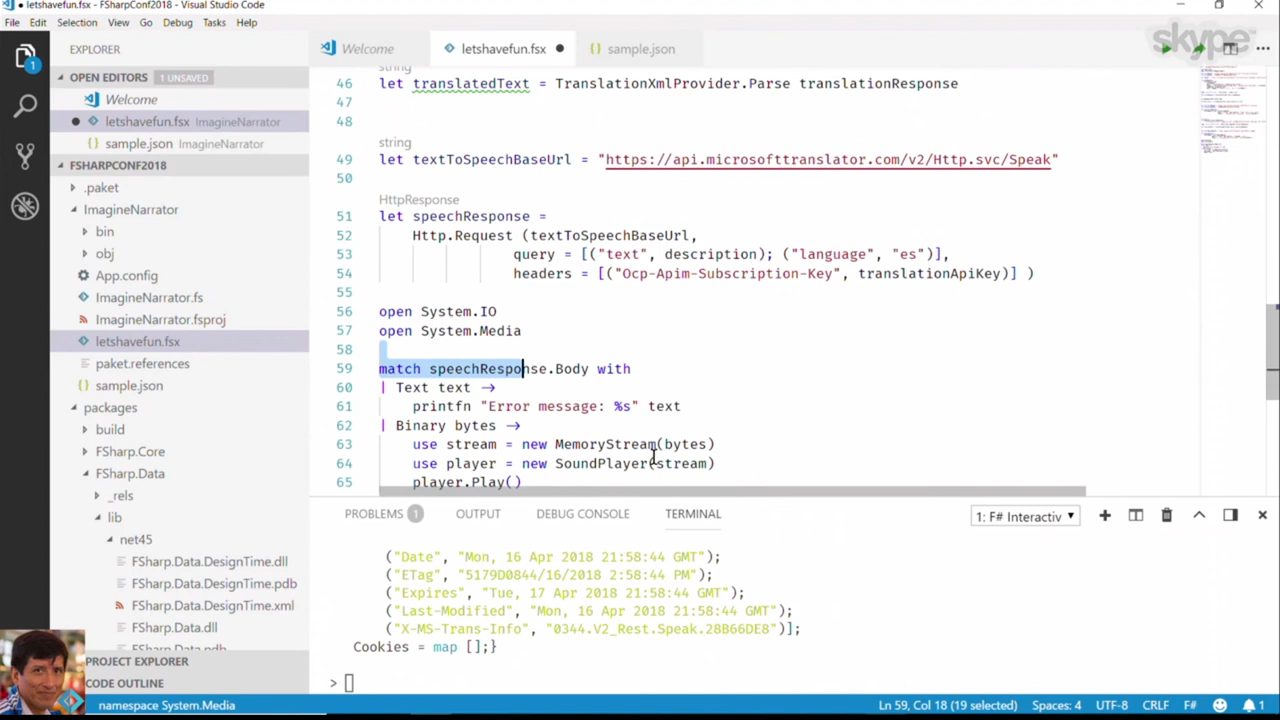 letshavefun.fsx - FSharpConf2018 - Visual Studio Code
File Edit Selection View Go Debug Tasks Help
skype
EXPLORER
Welcome
letshavefun.fsx
sample.json
OPEN EDITORS 1 UNSAVED
Welcome
letshavefun.fsx ImagineNarrator
sample.json ImagineNarrator
FSHARPCONF2018
.paket
ImagineNarrator
bin
obj
App.config
ImagineNarrator.fs
ImagineNarrator.fsproj
letshavefun.fsx
paket.references
sample.json
packages
build
FSharp.Core
FSharp.Data
_rels
lib
net45
FSharp.Data.DesignTime.dll
FSharp.Data.DesignTime.pdb
FSharp.Data.DesignTime.xml
FSharp.Data.dll
FSharp.Data.pdb
PROJECT EXPLORER
CODE OUTLINE
1
string
46 let translatedText = TranslationXmlProvider.Parse translationResponse
47
48
string
49 let textToSpeechBaseUrl = "https://api.microsofttranslator.com/v2/Http.svc/Speak"
50
HttpResponse
51 let speechResponse =
52 Http.Request (textToSpeechBaseUrl,
53 query = [("text", description); ("language", "es")],
54 headers = [("Ocp-Apim-Subscription-Key", translationApiKey)] )
55
56 open System.IO
57 open System.Media
58
59 match speechResponse.Body with
60 | Text text ->
61 printfn "Error message: %s" text
62 | Binary bytes ->
63 use stream = new MemoryStream(bytes)
64 use player = new SoundPlayer(stream)
65 player.Play()
PROBLEMS 1 OUTPUT DEBUG CONSOLE TERMINAL 1: F# Interactiv
("Date", "Mon, 16 Apr 2018 21:58:44 GMT");
("ETag", "5179D0844/16/2018 2:58:44 PM");
("Expires", "Tue, 17 Apr 2018 21:58:44 GMT");
("Last-Modified", "Mon, 16 Apr 2018 21:58:44 GMT");
("X-MS-Trans-Info", "0344.V2_Rest.Speak.28B66DE8")];
Cookies = map [];}
>
namespace System.Media Ln 59, Col 18 (19 selected) Spaces: 4 UTF-8 CRLF F# 1